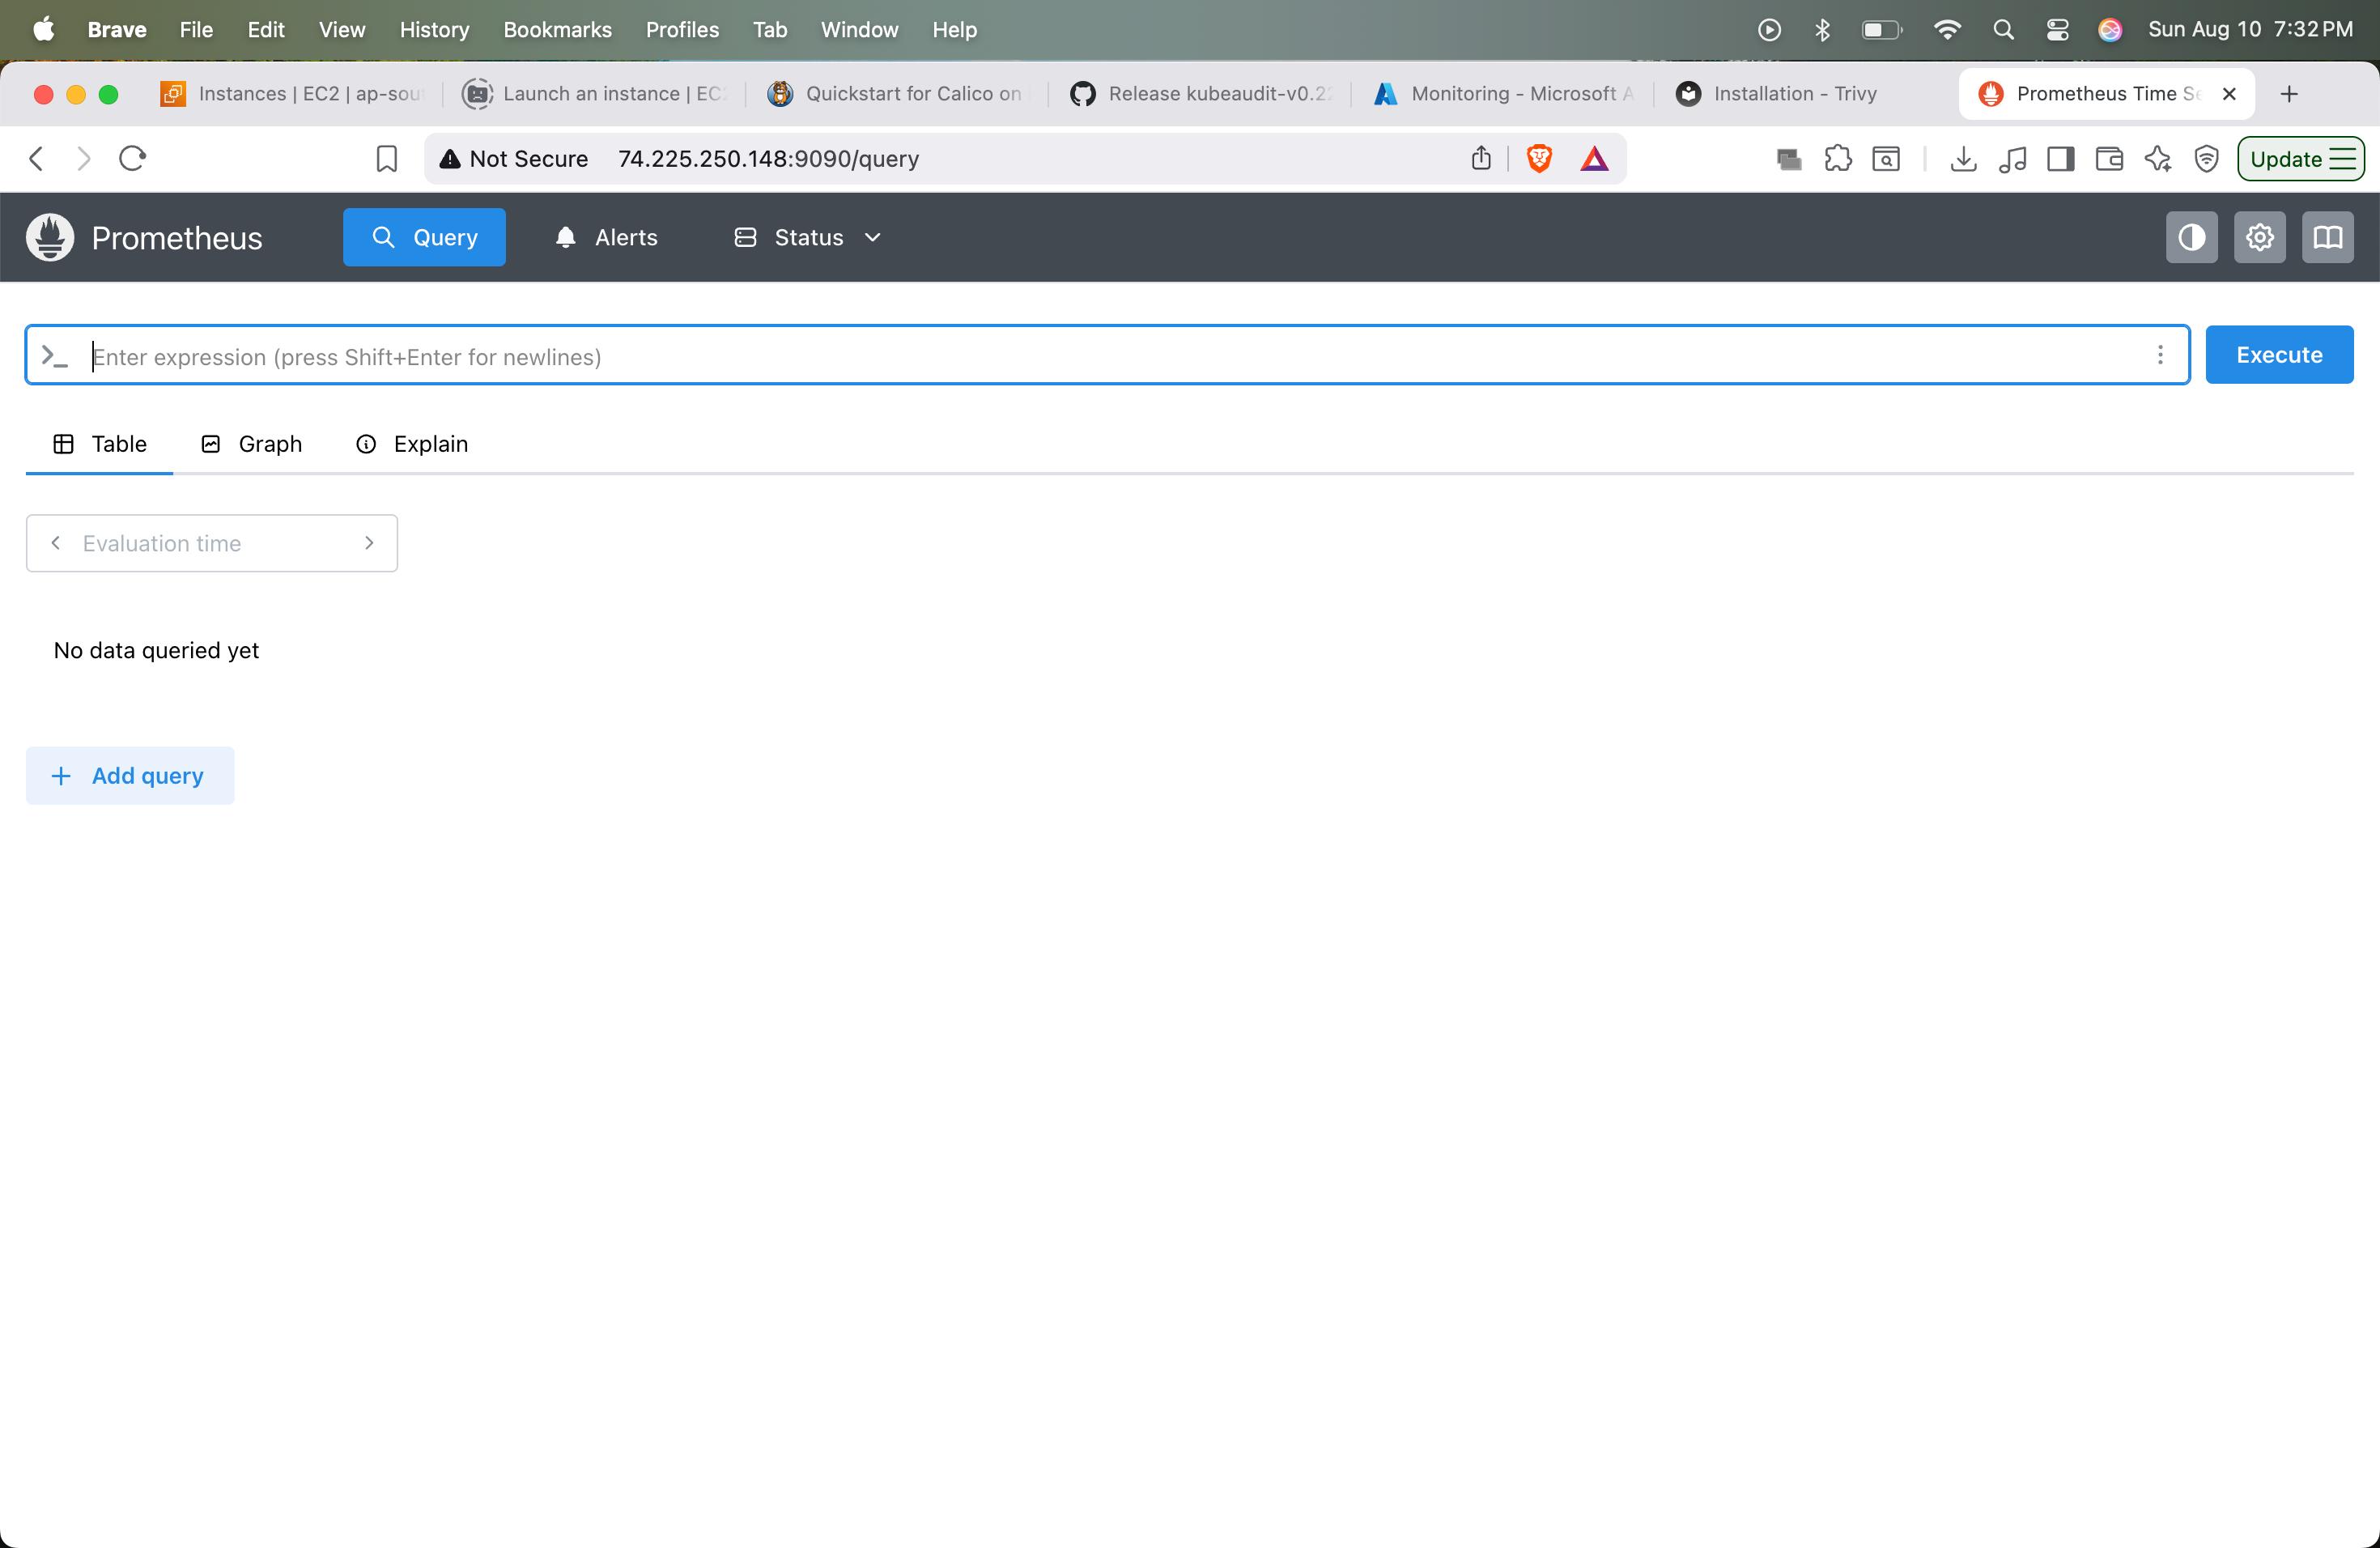 Brave File Edit View History Bookmarks Profiles Tab Window Help Sun Aug 10 7:32 PM
Instances | EC2 | ap-sou Launch an instance | EC Quickstart for Calico on Release kubeaudit-v0.22 Monitoring - Microsoft A Installation - Trivy Prometheus Time Se
Not Secure 74.225.250.148:9090/query Update
Prometheus Query Alerts Status
Enter expression (press Shift+Enter for newlines) Execute
Table Graph Explain
Evaluation time
No data queried yet
Add query